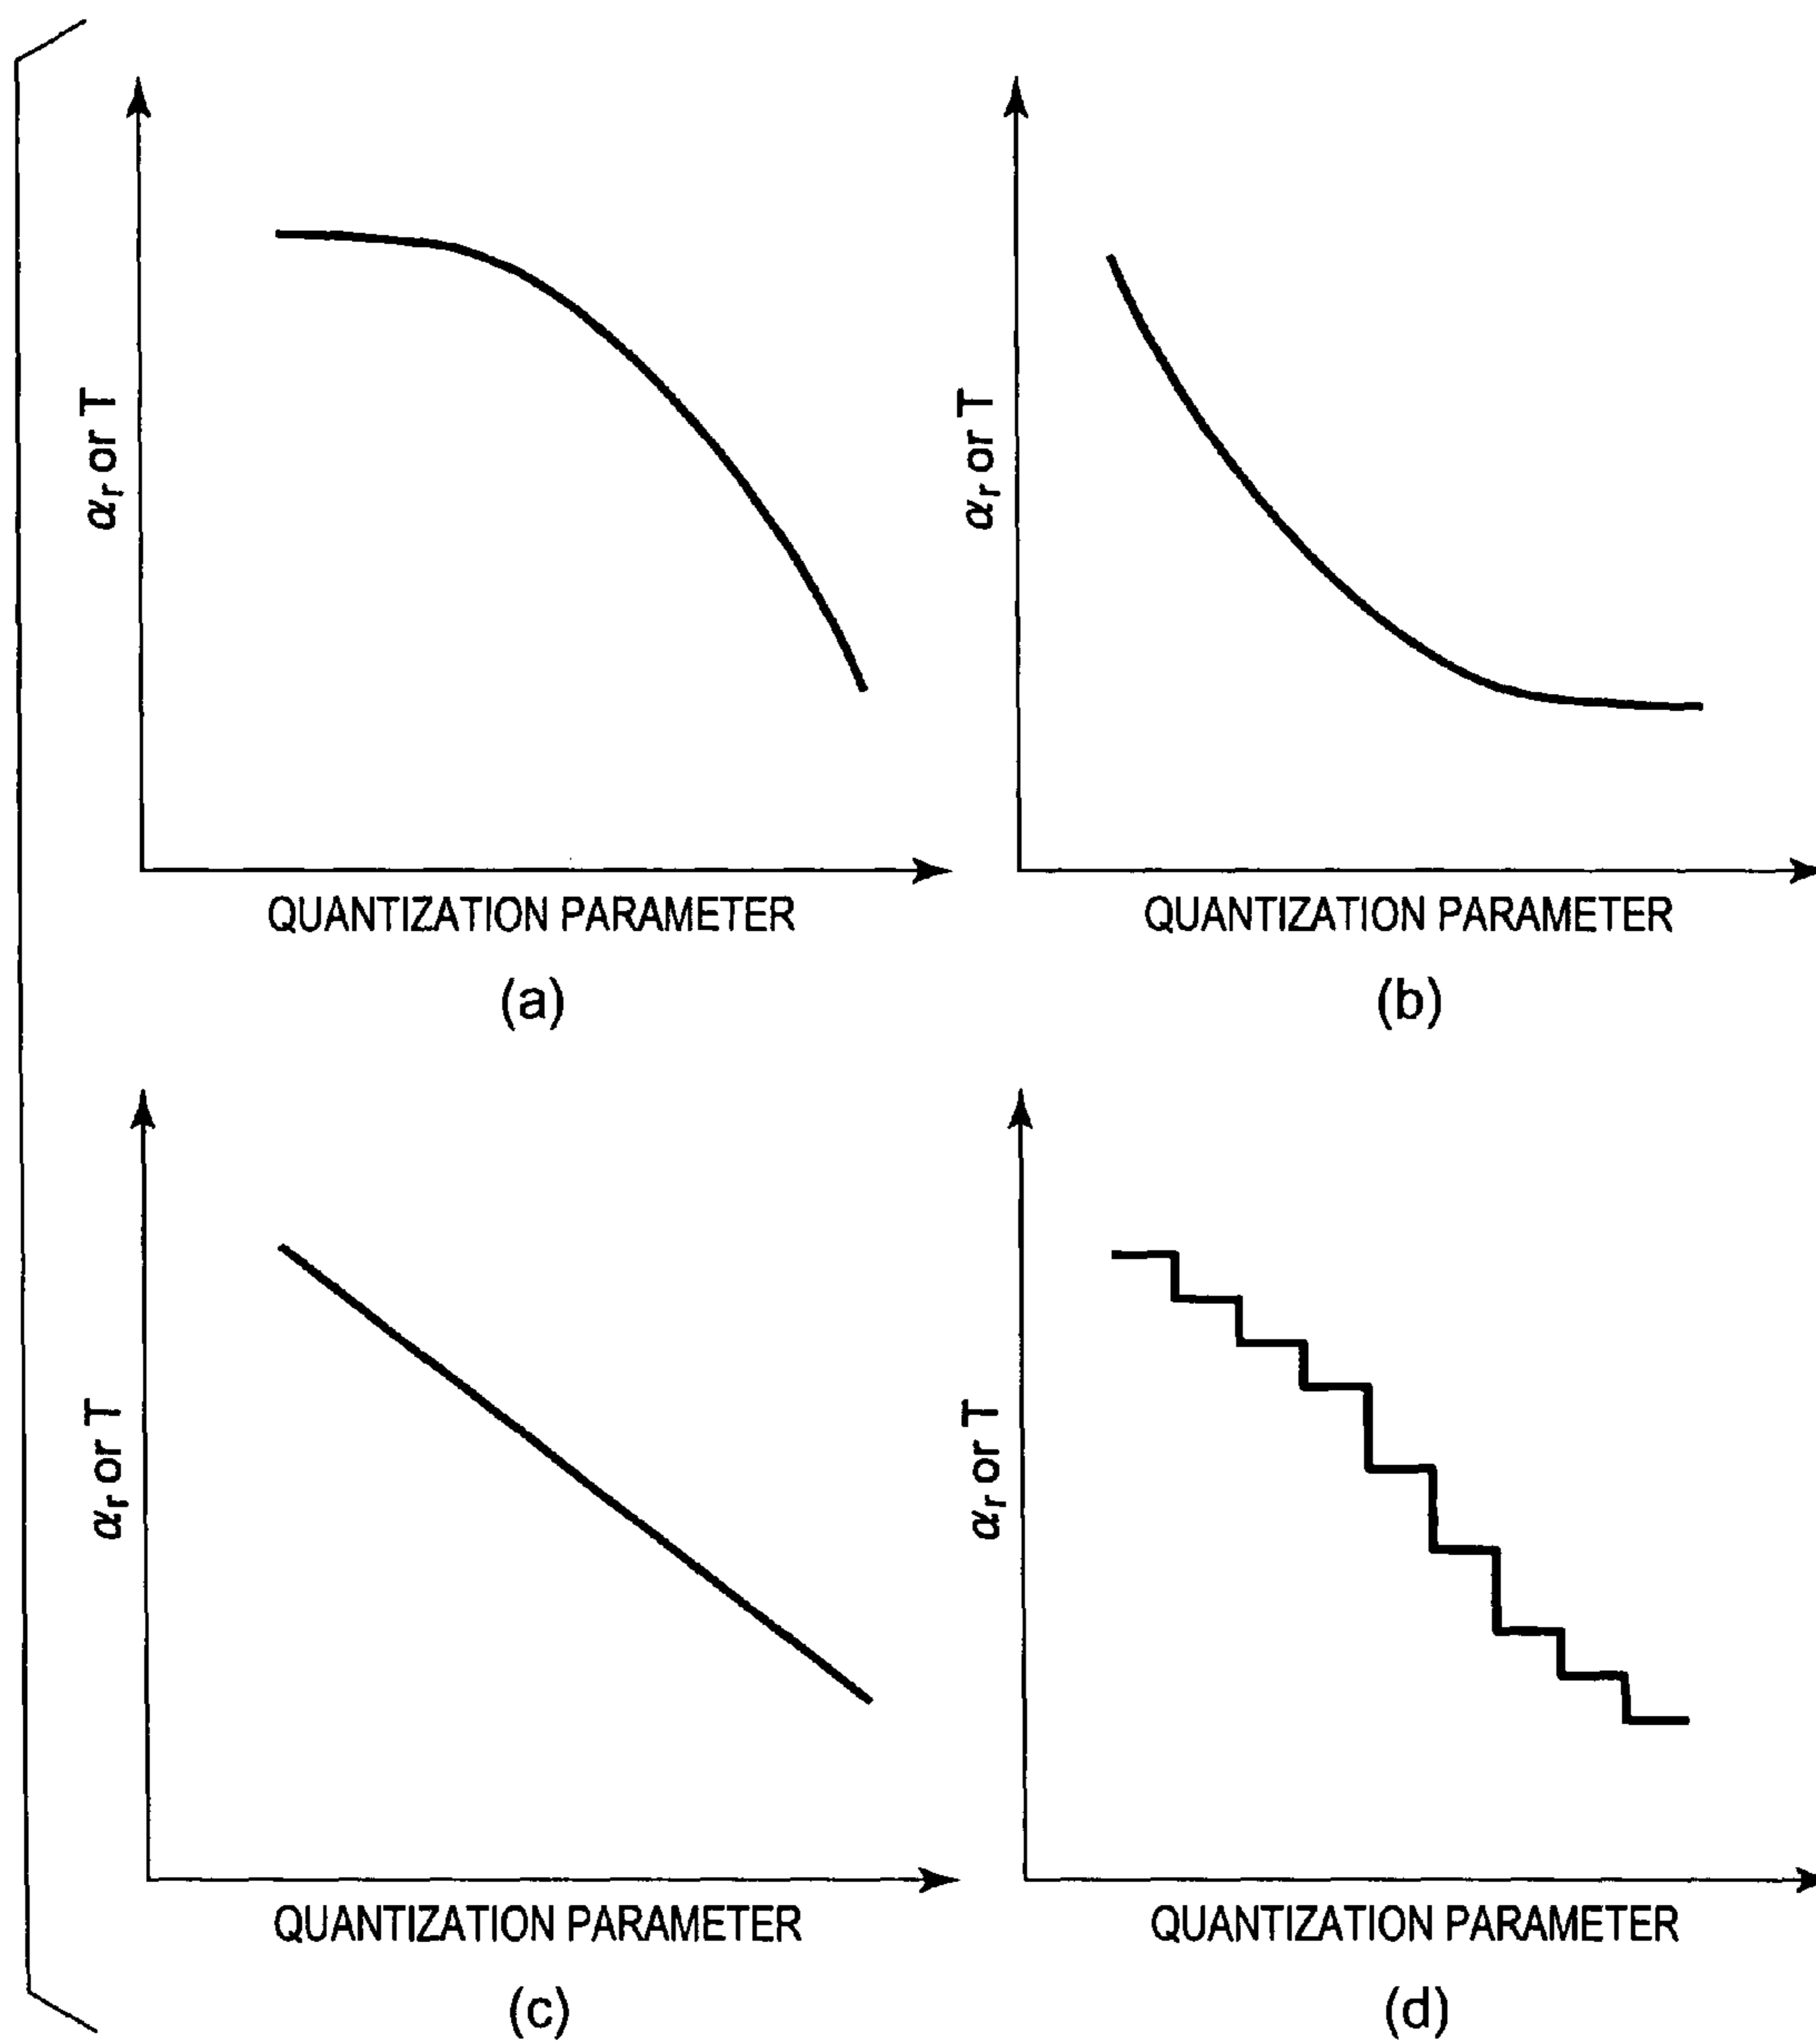 αr or T
QUANTIZATION PARAMETER
(a)
αr or T
QUANTIZATION PARAMETER
(b)
αr or T
QUANTIZATION PARAMETER
(c)
αr or T
QUANTIZATION PARAMETER
(d)